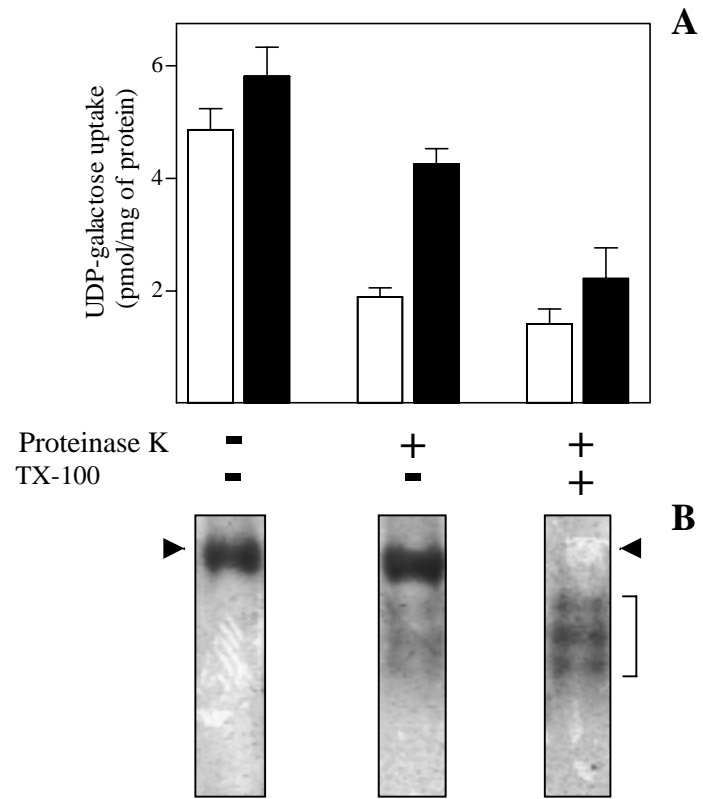 A
UDP-galactose uptake
(pmol/mg of protein)
6
4
2
Proteinase K - + +
TX-100 - - +
B